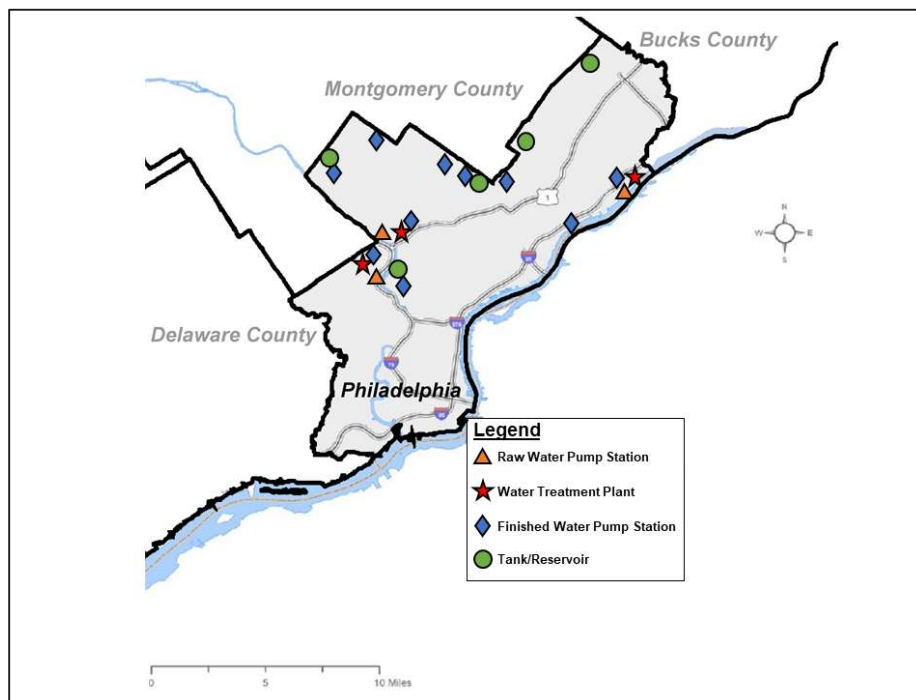 Bucks County
Montgomery County
1
N
W E
S
Delaware County
Philadelphia
Legend
Raw Water Pump Station
Water Treatment Plant
Finished Water Pump Station
Tank/Reservoir
0 5 10 Miles